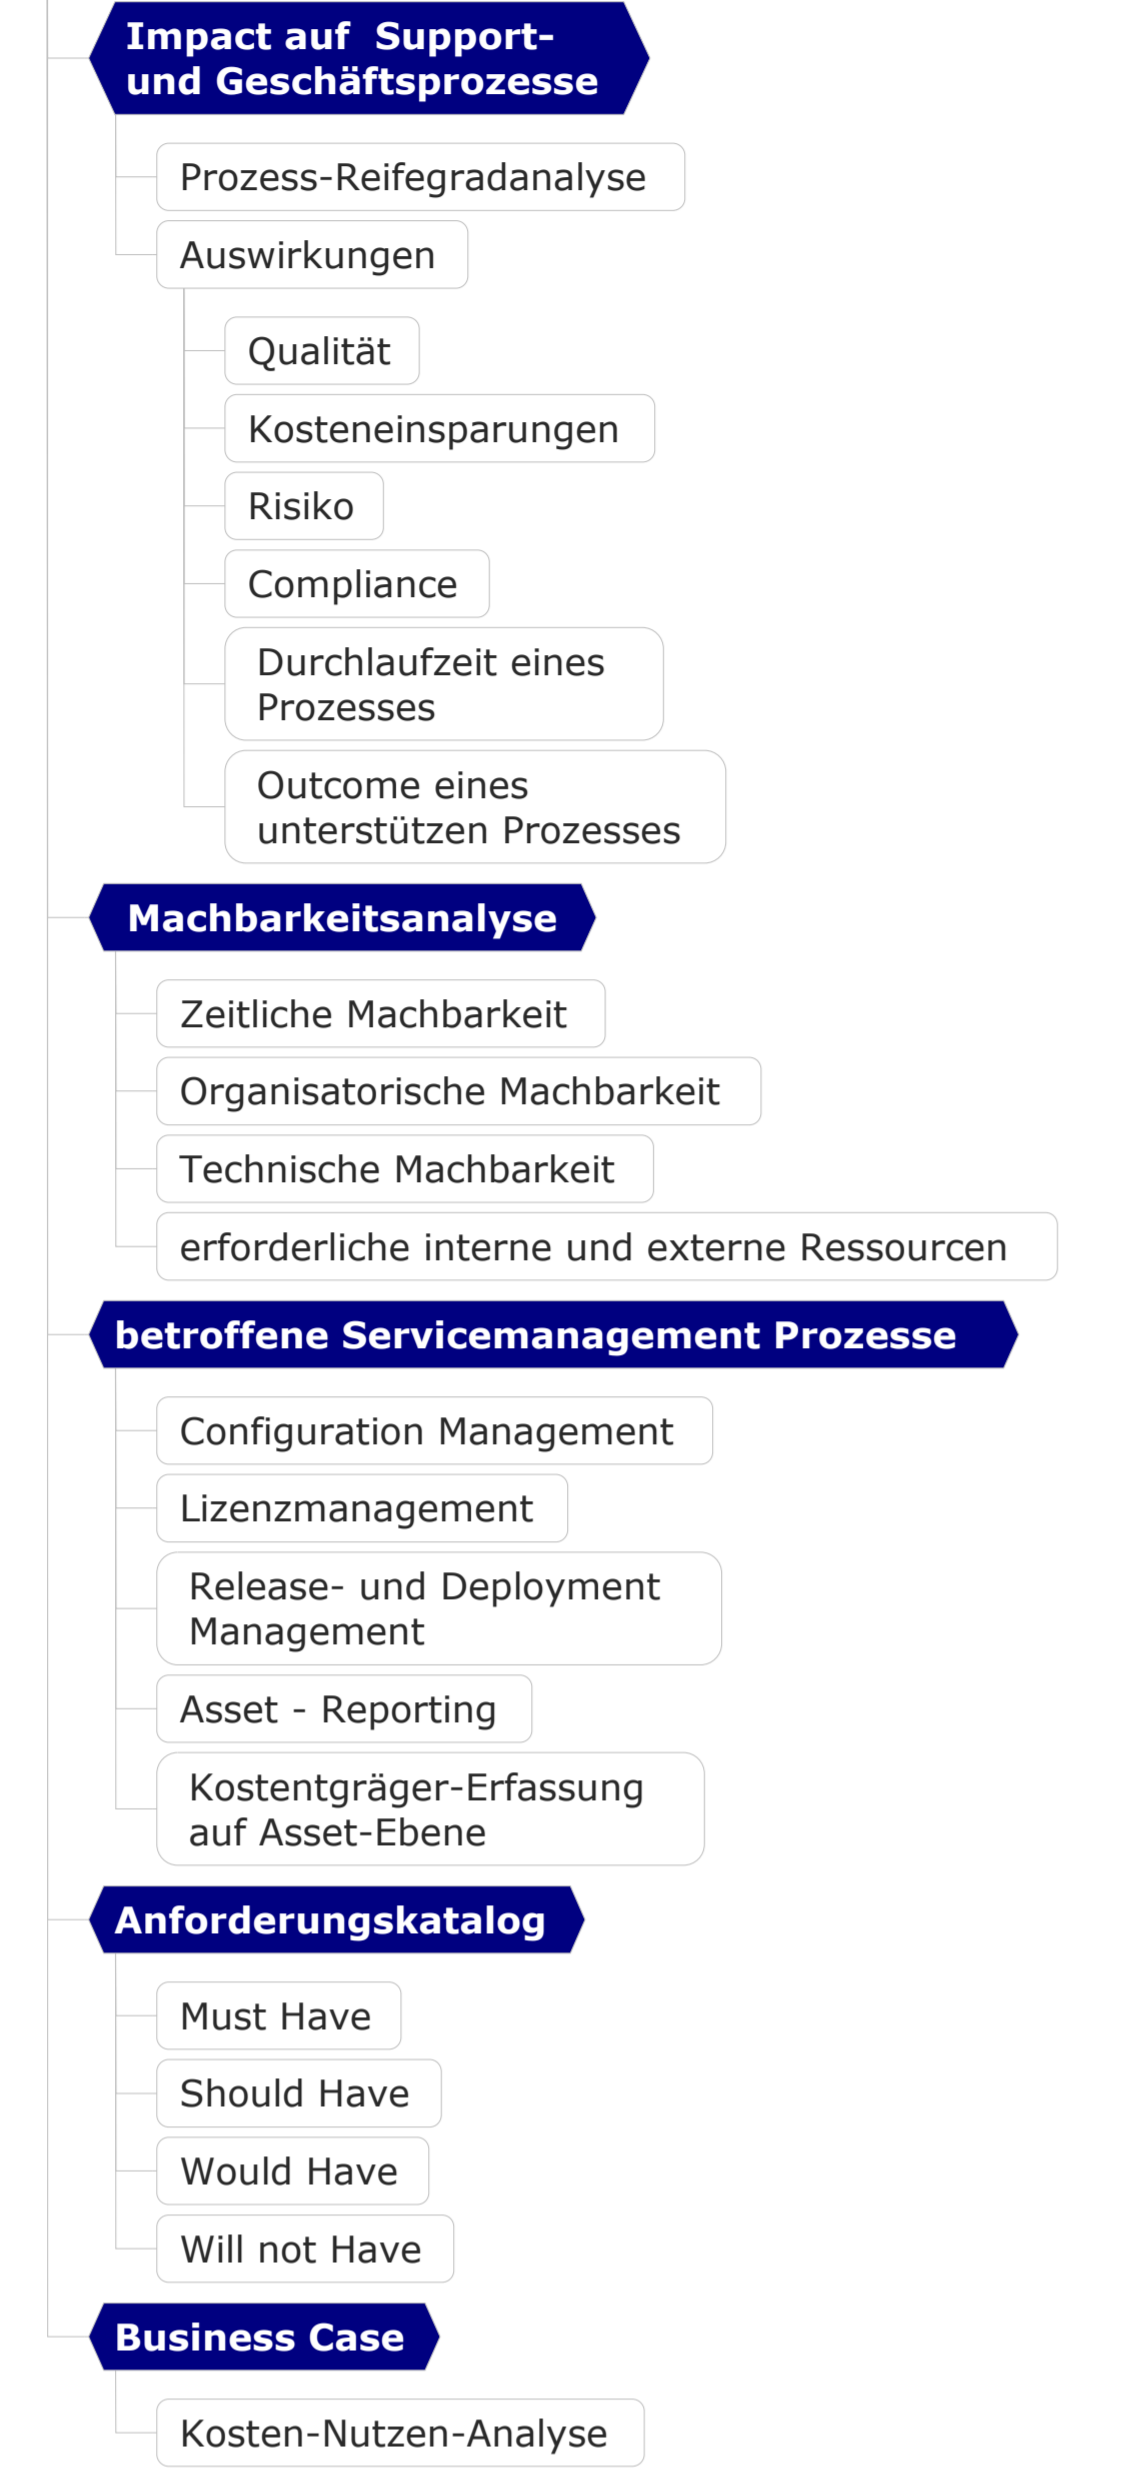 Impact auf  Support-
und Geschäftsprozesse
Prozess-Reifegradanalyse
Auswirkungen
Qualität
Kosteneinsparungen
Risiko
Compliance
Durchlaufzeit eines
Prozesses
Outcome eines
unterstützen Prozesses
Machbarkeitsanalyse
Zeitliche Machbarkeit
Organisatorische Machbarkeit
Technische Machbarkeit
erforderliche interne und externe Ressourcen
betroffene Servicemanagement Prozesse
Configuration Management
Lizenzmanagement
Release- und Deployment
Management
Asset - Reporting
Kostentgräger-Erfassung
auf Asset-Ebene
Anforderungskatalog
Must Have
Should Have
Would Have
Will not Have
Business Case
Kosten-Nutzen-Analyse